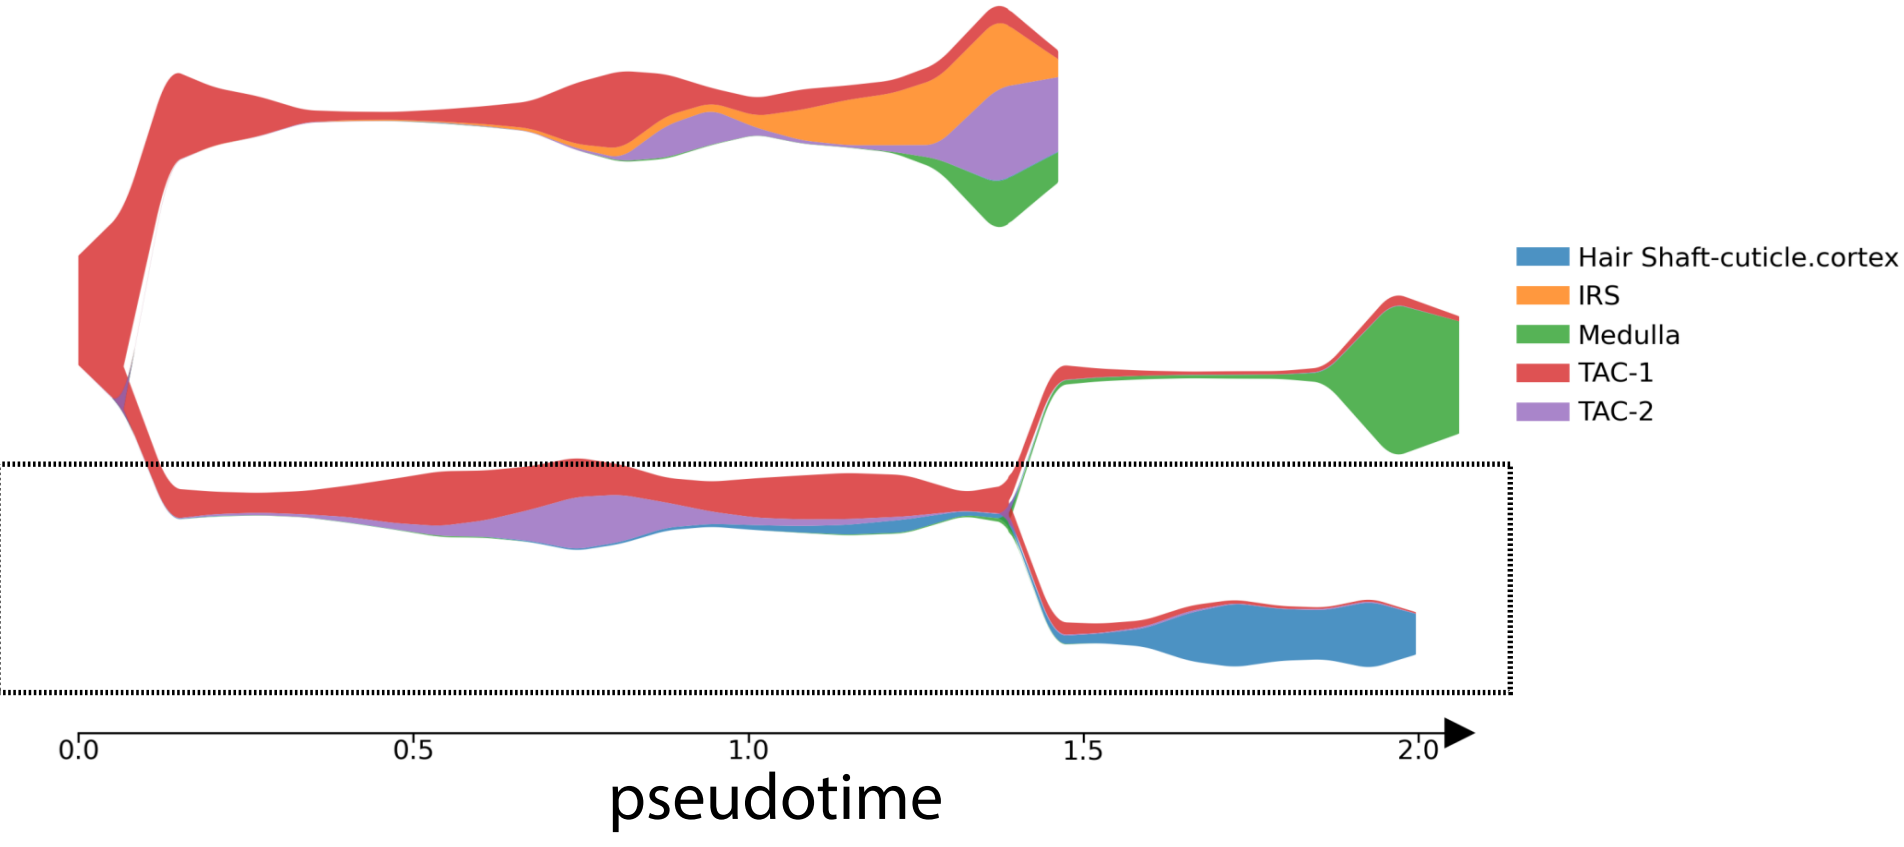 Hair Shaft-cuticle.cortex
IRS
Medulla
TAC-1
TAC-2
0.0 0.5 1.0 1.5 2.0
pseudotime